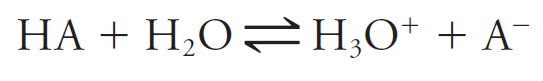 HA + H₂O ⇌ H₃O⁺ + A⁻